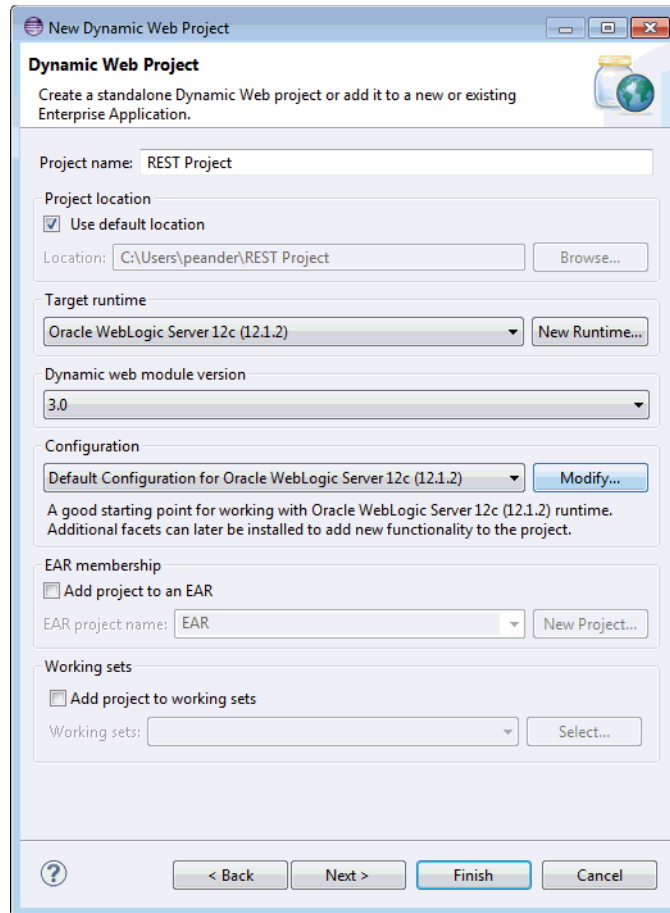 New Dynamic Web Project
Dynamic Web Project
Create a standalone Dynamic Web project or add it to a new or existing
Enterprise Application.
Project name: REST Project
Project location
Use default location
Location: C:\Users\peander\REST Project Browse...
Target runtime
Oracle WebLogic Server 12c (12.1.2) New Runtime...
Dynamic web module version
3.0
Configuration
Default Configuration for Oracle WebLogic Server 12c (12.1.2) Modify...
A good starting point for working with Oracle WebLogic Server 12c (12.1.2) runtime.
Additional facets can later be installed to add new functionality to the project.
EAR membership
Add project to an EAR
EAR project name: EAR New Project...
Working sets
Add project to working sets
Working sets: Select...
? < Back Next > Finish Cancel